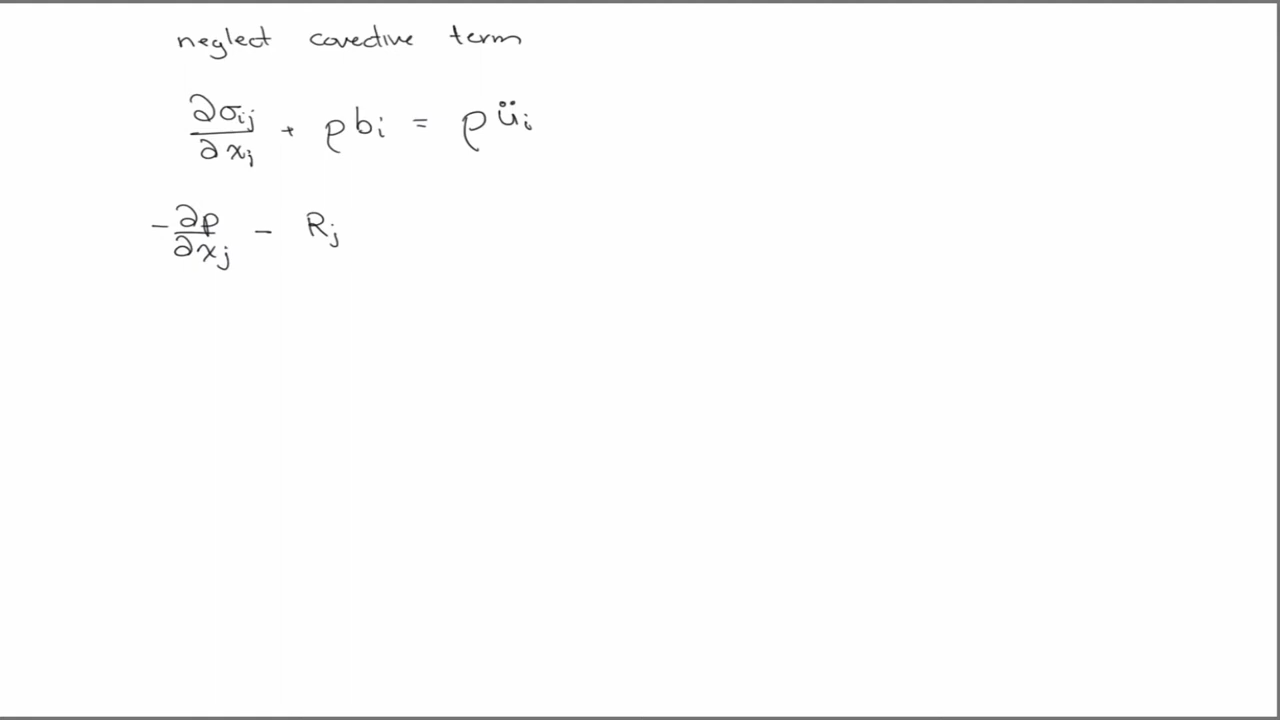 neglect covective term
∂σij/∂xj + ρbi = ρüi
-∂p/∂xj - Rj